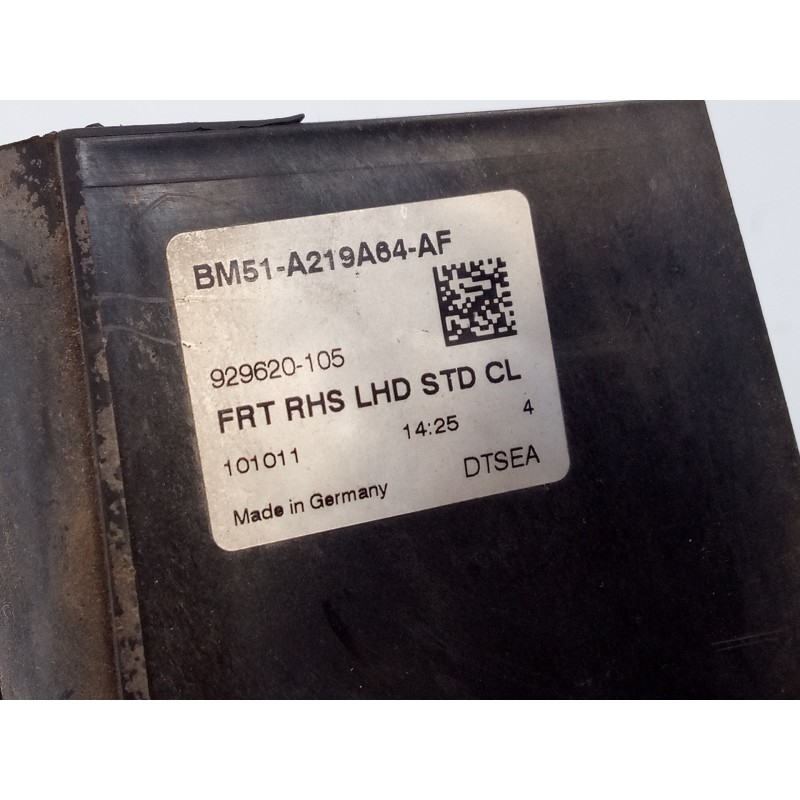 BM51-A219A64-AF
929620-105
FRT RHS LHD STD CL
101011 14:25 4
Made in Germany DTSEA